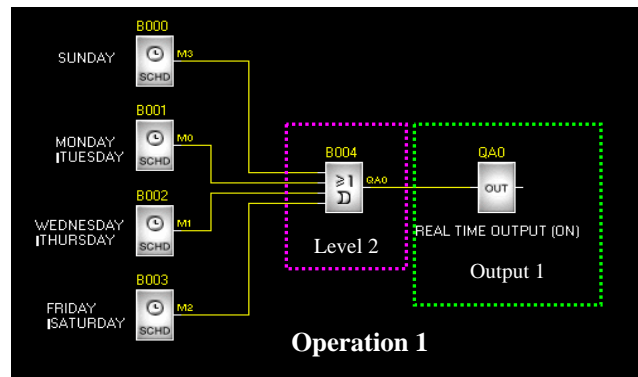 B000
SUNDAY
M3
SCHD
B001
MONDAY
TUESDAY
M0
SCHD
B002
WEDNESDAY
THURSDAY
M1
SCHD
B003
FRIDAY
SATURDAY
M2
SCHD
B004
≥1
QA0
Level 2
QA0
OUT
REAL TIME OUTPUT (ON)
Output 1
Operation 1